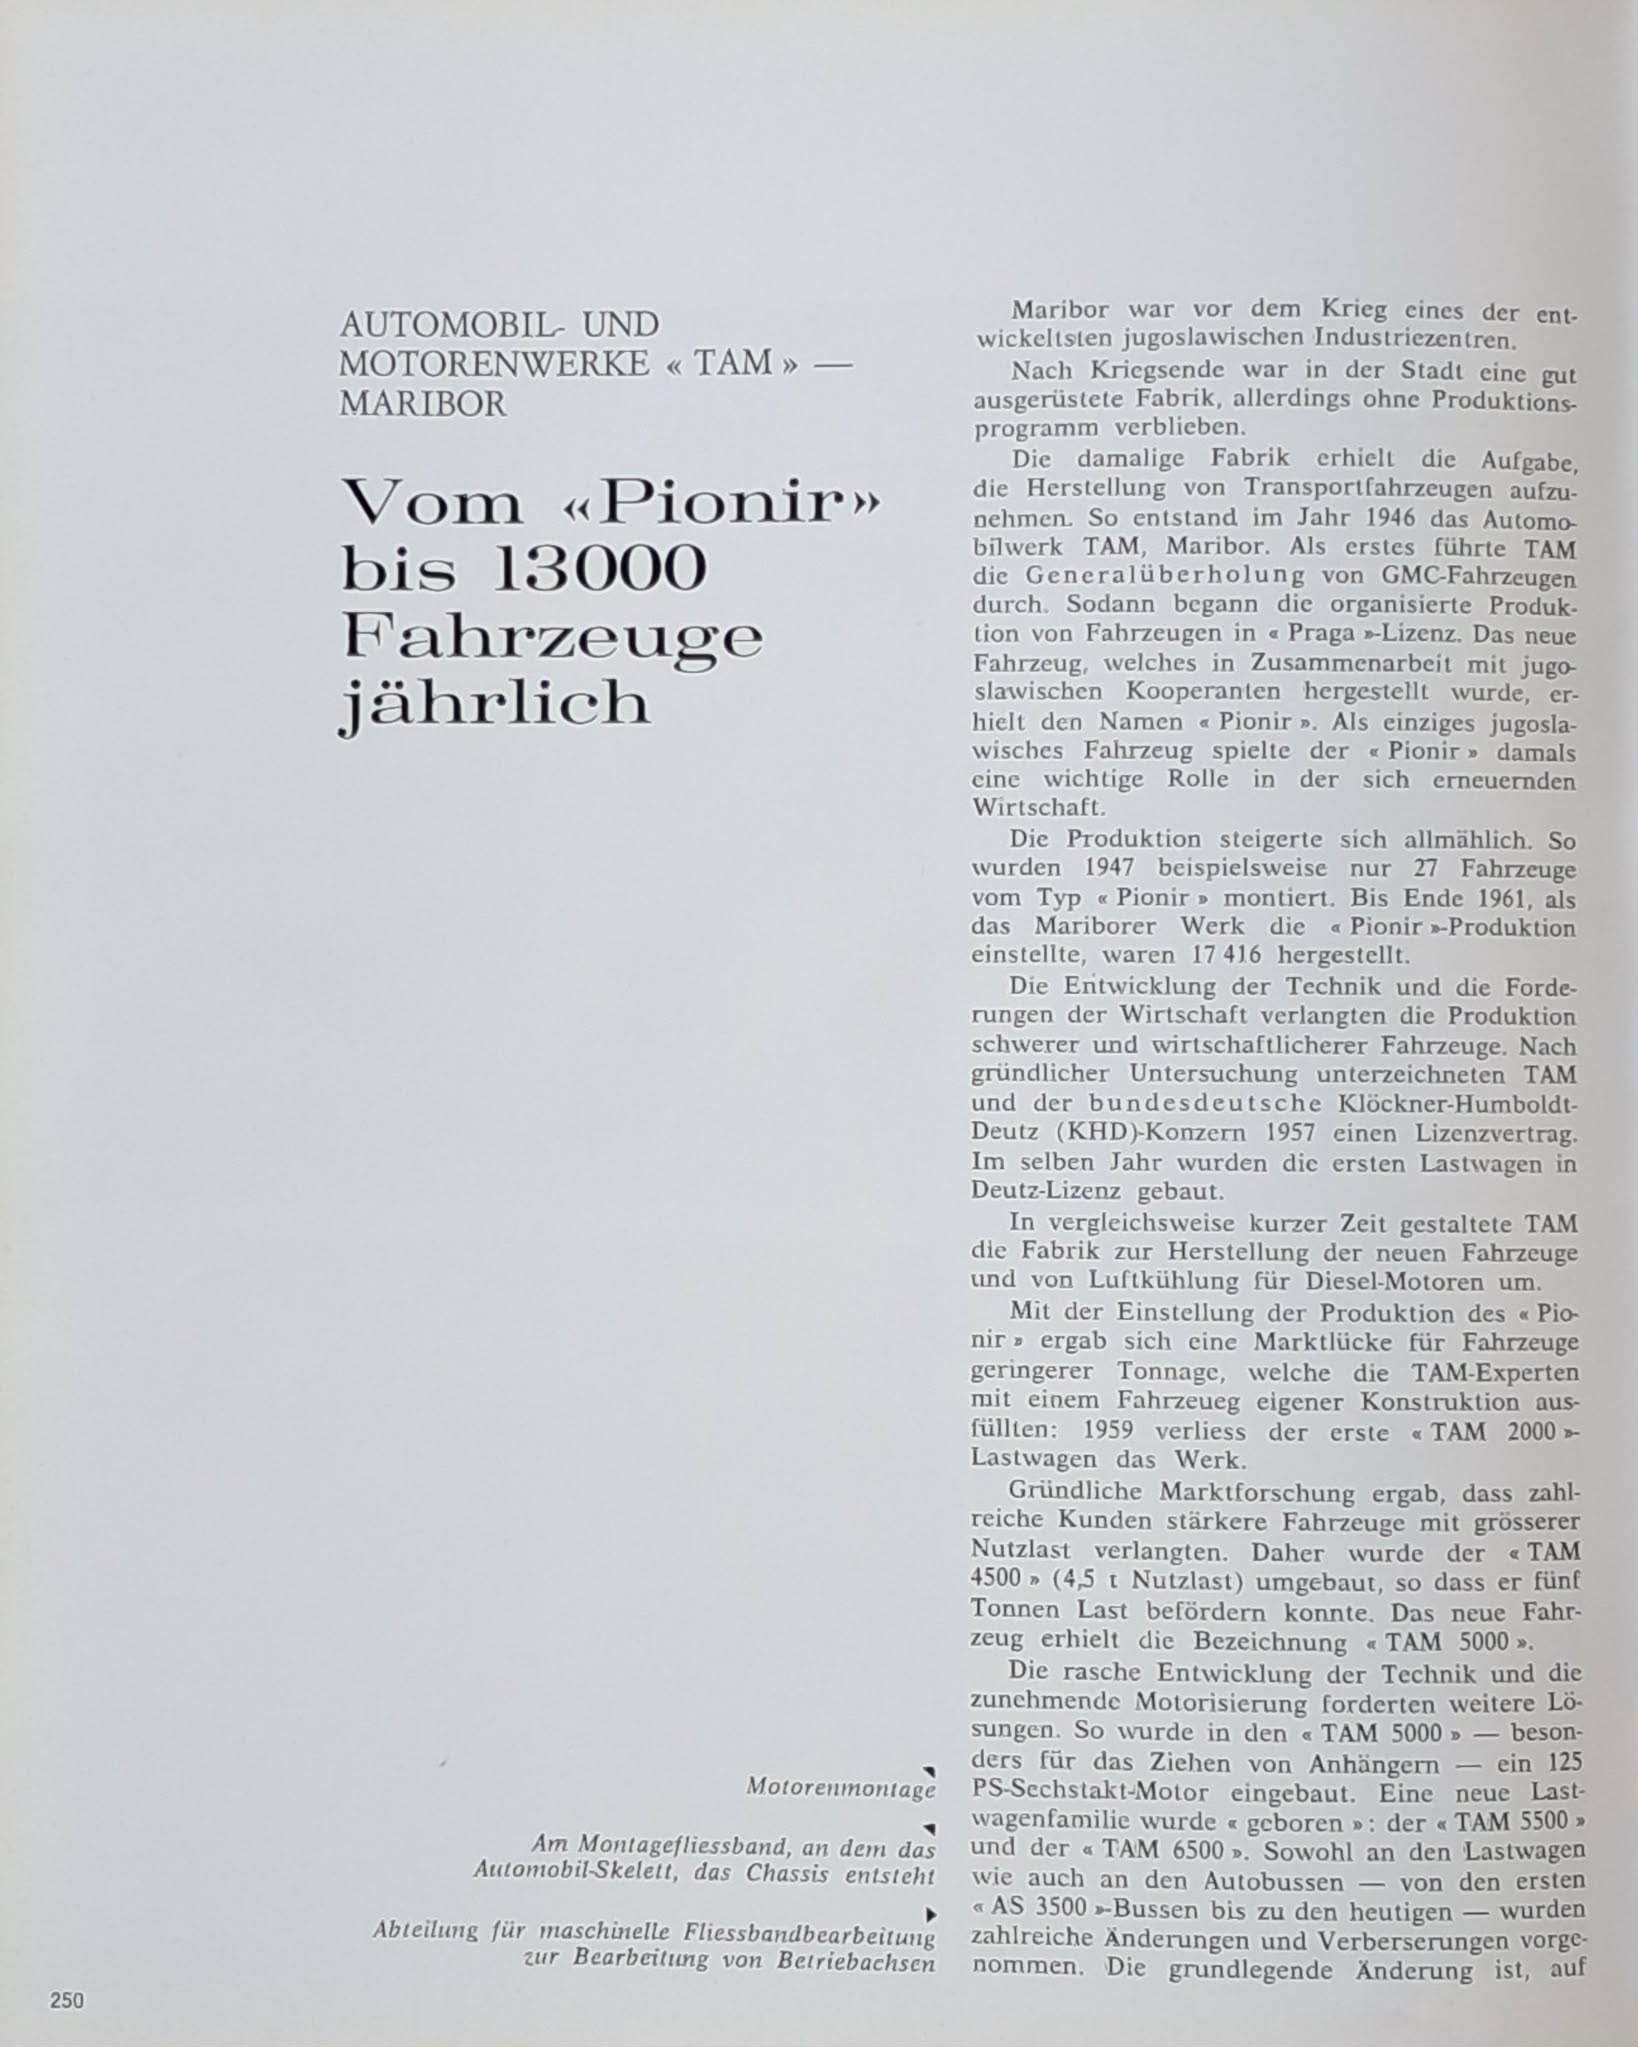 AUTOMOBIL- UND
MOTORENWERKE « TAM » —
MARIBOR
Vom «Pionir»
bis 13000
Fahrzeuge
jährlich
Motorenmontage
Am Montagefliessband, an dem das
Automobil-Skelett, das Chassis entsteht
Abteilung für maschinelle Fliessbandbearbeitung
zur Bearbeitung von Betriebachsen
250
Maribor war vor dem Krieg eines der ent-
wickeltsten jugoslawischen Industriezentren.
Nach Kriegsende war in der Stadt eine gut
ausgerüstete Fabrik, allerdings ohne Produktions-
programm verblieben.
Die damalige Fabrik erhielt die Aufgabe,
die Herstellung von Transportfahrzeugen aufzu-
nehmen. So entstand im Jahr 1946 das Automo-
bilwerk TAM, Maribor. Als erstes führte TAM
die Generalüberholung von GMC-Fahrzeugen
durch. Sodann begann die organisierte Produk-
tion von Fahrzeugen in « Praga »-Lizenz. Das neue
Fahrzeug, welches in Zusammenarbeit mit jugo-
slawischen Kooperanten hergestellt wurde, er-
hielt den Namen « Pionir ». Als einziges jugosla-
wisches Fahrzeug spielte der « Pionir » damals
eine wichtige Rolle in der sich erneuernden
Wirtschaft.
Die Produktion steigerte sich allmählich. So
wurden 1947 beispielsweise nur 27 Fahrzeuge
vom Typ « Pionir » montiert. Bis Ende 1961, als
das Mariborer Werk die « Pionir »-Produktion
einstellte, waren 17 416 hergestellt.
Die Entwicklung der Technik und die Forde-
rungen der Wirtschaft verlangten die Produktion
schwerer und wirtschaftlicherer Fahrzeuge. Nach
gründlicher Untersuchung unterzeichneten TAM
und der bundesdeutsche Klöckner-Humboldt-
Deutz (KHD)-Konzern 1957 einen Lizenzvertrag.
Im selben Jahr wurden die ersten Lastwagen in
Deutz-Lizenz gebaut.
In vergleichsweise kurzer Zeit gestaltete TAM
die Fabrik zur Herstellung der neuen Fahrzeuge
und von Luftkühlung für Diesel-Motoren um.
Mit der Einstellung der Produktion des « Pio-
nir » ergab sich eine Marktlücke für Fahrzeuge
geringerer Tonnage, welche die TAM-Experten
mit einem Fahrzeueg eigener Konstruktion aus-
füllten: 1959 verliess der erste « TAM 2000 »-
Lastwagen das Werk.
Gründliche Marktforschung ergab, dass zahl-
reiche Kunden stärkere Fahrzeuge mit grösserer
Nutzlast verlangten. Daher wurde der « TAM
4500 » (4,5 t Nutzlast) umgebaut, so dass er fünf
Tonnen Last befördern konnte. Das neue Fahr-
zeug erhielt die Bezeichnung « TAM 5000 ».
Die rasche Entwicklung der Technik und die
zunehmende Motorisierung forderten weitere Lö-
sungen. So wurde in den « TAM 5000 » — beson-
ders für das Ziehen von Anhängern — ein 125
PS-Sechstakt-Motor eingebaut. Eine neue Last-
wagenfamilie wurde « geboren »: der « TAM 5500 »
und der « TAM 6500 ». Sowohl an den Lastwagen
wie auch an den Autobussen — von den ersten
« AS 3500 »-Bussen bis zu den heutigen — wurden
zahlreiche Änderungen und Verberserungen vorge-
nommen. Die grundlegende Änderung ist, auf